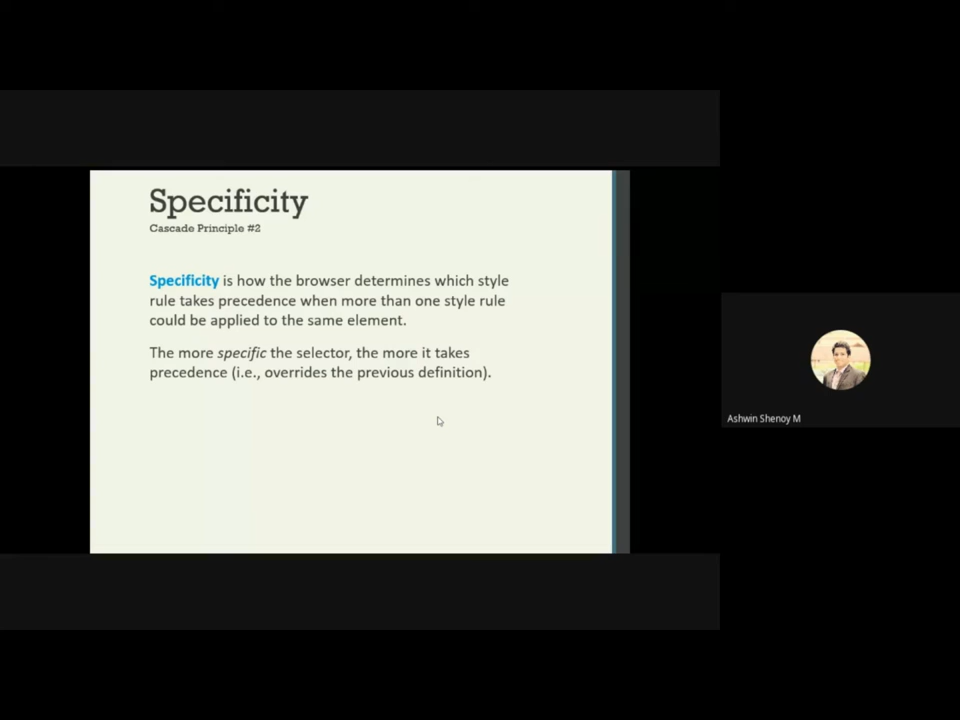 Specificity
Cascade Principle #2
Specificity is how the browser determines which style
rule takes precedence when more than one style rule
could be applied to the same element.
The more specific the selector, the more it takes
precedence (i.e., overrides the previous definition).
Ashwin Shenoy M